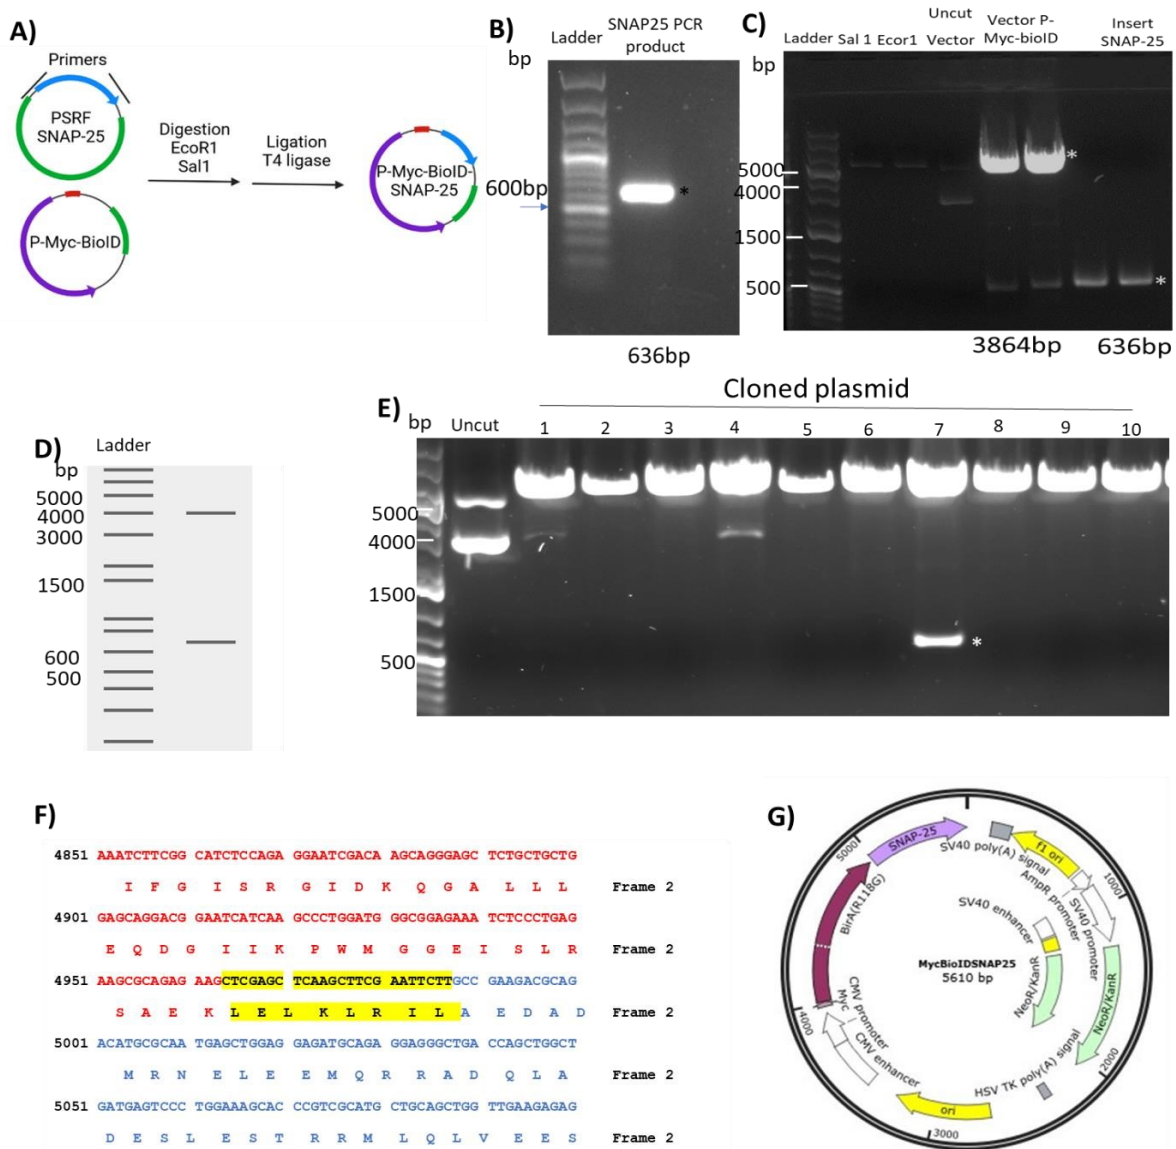 A)
Primers
PSRF
SNAP-25
P-Myc-BioID
Digestion
EcoR1
Sal1
Ligation
T4 ligase
P-Myc-BioID-
SNAP-25
B)
bp
Ladder
SNAP25 PCR
product
600bp
*
636bp
C)
bp
Ladder Sal 1 Ecor1
Uncut
Vector
Vector P-
Myc-bioID
Insert
SNAP-25
5000
4000
1500
500
*
*
3864bp
636bp
D)
Ladder
bp
5000
4000
3000
1500
600
500
E)
Cloned plasmid
bp
Uncut
1 2 3 4 5 6 7 8 9 10
5000
4000
1500
500
*
F)
4851 AAATCTTCGG CATCTCCAGA GGAATCGACA AGCAGGGAGC TCTGCTGCTG
I F G I S R G I D K Q G A L L L Frame 2
4901 GAGCAGGACG GAATCATCAA GCCCTGGATG GGCGGAGAAA TCTCCCTGAG
E Q D G I I K P W M G G E I S L R Frame 2
4951 AAGCGCAGAG AAGCTCGAGC TCAAGCTTCG AATTCTTGCC GAAGACGCAG
S A E K L E L K L R I L A E D A D Frame 2
5001 ACATGCGCAA TGAGCTGGAG GAGATGCAGA GGAGGGCTGA CCAGCTGGCT
M R N E L E E M Q R R A D Q L A Frame 2
5051 GATGAGTCCC TGGAAAGCAC CCGTCGCATG CTGCAGCTGG TTGAAGAGAG
D E S L E S T R R M L Q L V E E S Frame 2
G)
SNAP-25
5000
BirA(R118G)
SV40 poly(A) signal
f1 ori
AmpR promoter
SV40 promoter
1000
SV40 enhancer
MycBioIDSNAP25
5610 bp
NeoR/KanR
NeoR/KanR
4000
Myc
CMV promoter
CMV enhancer
HSV TK poly(A) signal
2000
ori
3000